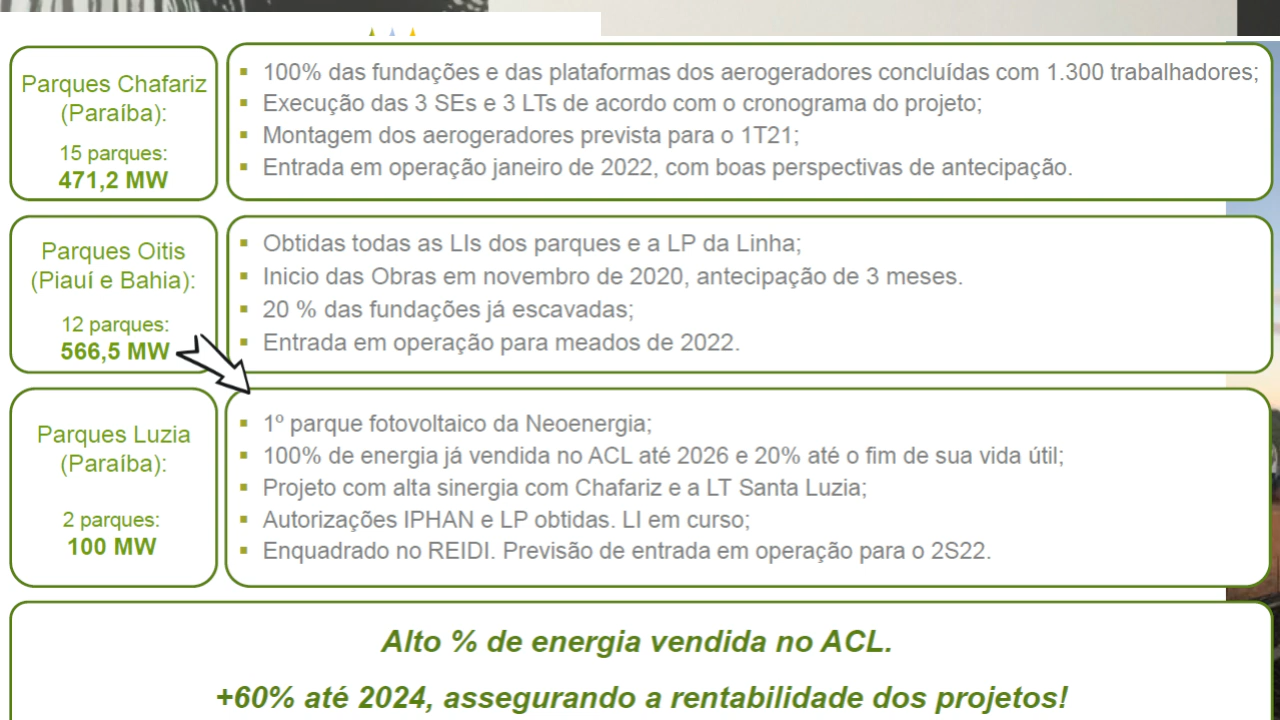 Parques Chafariz
(Paraíba):
15 parques:
471,2 MW
100% das fundações e das plataformas dos aerogeradores concluídas com 1.300 trabalhadores;
Execução das 3 SEs e 3 LTs de acordo com o cronograma do projeto;
Montagem dos aerogeradores prevista para o 1T21;
Entrada em operação janeiro de 2022, com boas perspectivas de antecipação.
Parques Oitis
(Piauí e Bahia):
12 parques:
566,5 MW
Obtidas todas as LIs dos parques e a LP da Linha;
Inicio das Obras em novembro de 2020, antecipação de 3 meses.
20 % das fundações já escavadas;
Entrada em operação para meados de 2022.
Parques Luzia
(Paraíba):
2 parques:
100 MW
1º parque fotovoltaico da Neoenergia;
100% de energia já vendida no ACL até 2026 e 20% até o fim de sua vida útil;
Projeto com alta sinergia com Chafariz e a LT Santa Luzia;
Autorizações IPHAN e LP obtidas. LI em curso;
Enquadrado no REIDI. Previsão de entrada em operação para o 2S22.
Alto % de energia vendida no ACL.
+60% até 2024, assegurando a rentabilidade dos projetos!